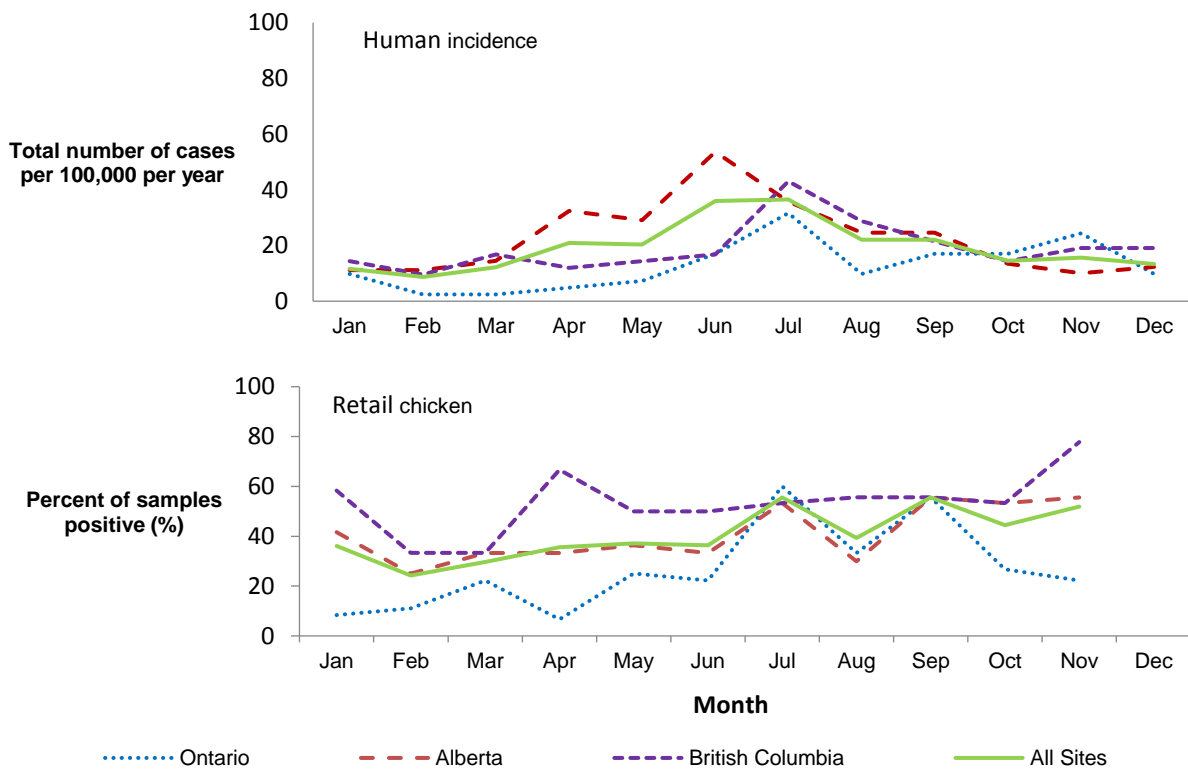 Human incidence
Total number of cases
per 100,000 per year
100
80
60
40
20
0
Jan Feb Mar Apr May Jun Jul Aug Sep Oct Nov Dec
Retail chicken
Percent of samples
positive (%)
100
80
60
40
20
0
Jan Feb Mar Apr May Jun Jul Aug Sep Oct Nov Dec
Month
Ontario Alberta British Columbia All Sites